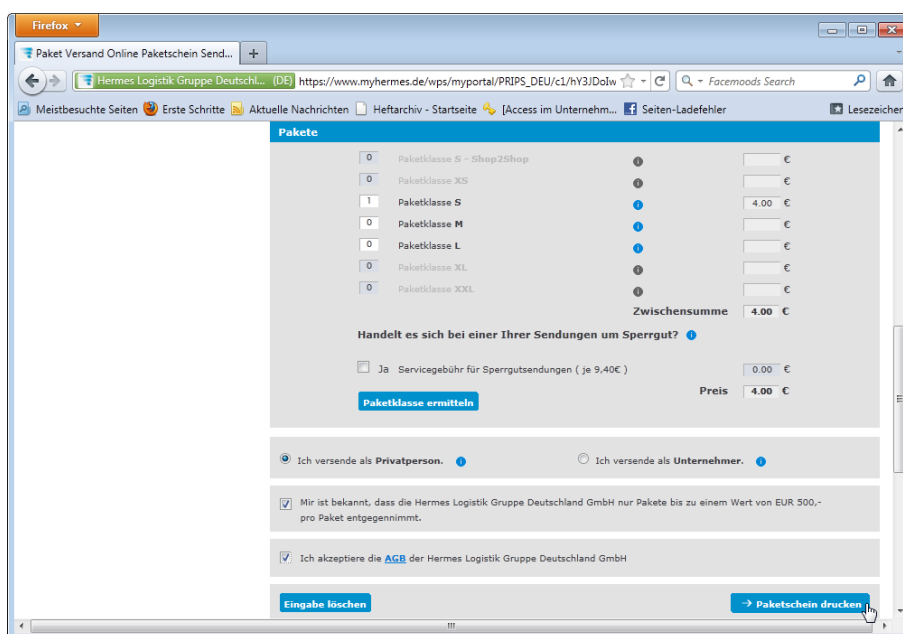 Firefox
Paket Versand Online Paketschein Send...
Hermes Logistik Gruppe Deutschl... (DE) https://www.myhermes.de/wps/myportal/PRIPS_DEU/c1/hY3JDoIw
Facemoods Search
Meistbesuchte Seiten Erste Schritte Aktuelle Nachrichten Heftarchiv - Startseite [Access im Unternehm... Seiten-Ladefehler Lesezeichen
Pakete
0 Paketklasse S - Shop2Shop €
0 Paketklasse XS €
1 Paketklasse S 4.00 €
0 Paketklasse M €
0 Paketklasse L €
0 Paketklasse XL €
0 Paketklasse XXL €
Zwischensumme 4.00 €
Handelt es sich bei einer Ihrer Sendungen um Sperrgut?
Ja Servicegebühr für Sperrgutsendungen ( je 9,40€ ) 0.00 €
Preis 4.00 €
Paketklasse ermitteln
Ich versende als Privatperson. Ich versende als Unternehmer.
Mir ist bekannt, dass die Hermes Logistik Gruppe Deutschland GmbH nur Pakete bis zu einem Wert von EUR 500,-
pro Paket entgegennimmt.
Ich akzeptiere die AGB der Hermes Logistik Gruppe Deutschland GmbH
Eingabe löschen → Paketschein drucken